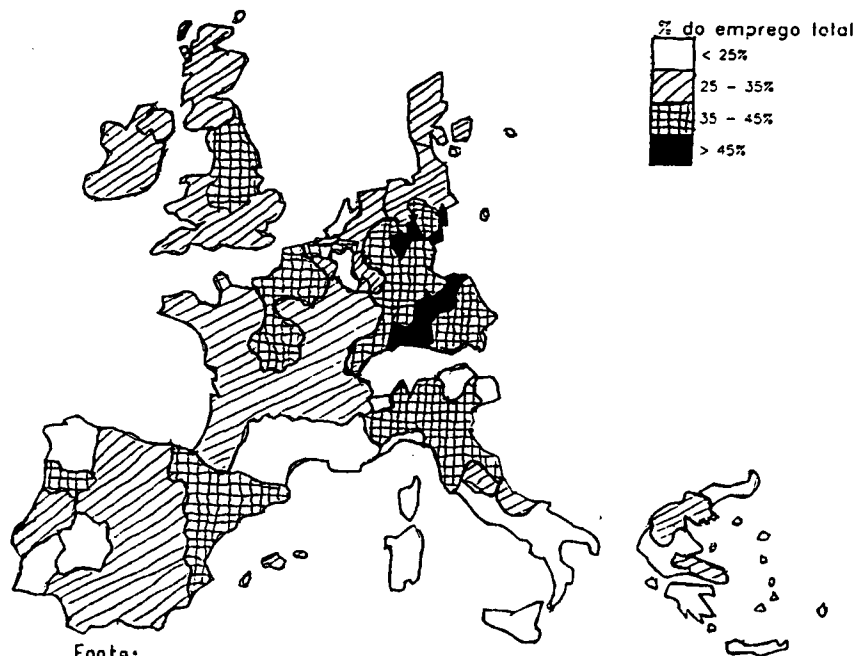 % do emprego total
< 25%
25 - 35%
35 - 45%
> 45%
Fonte: